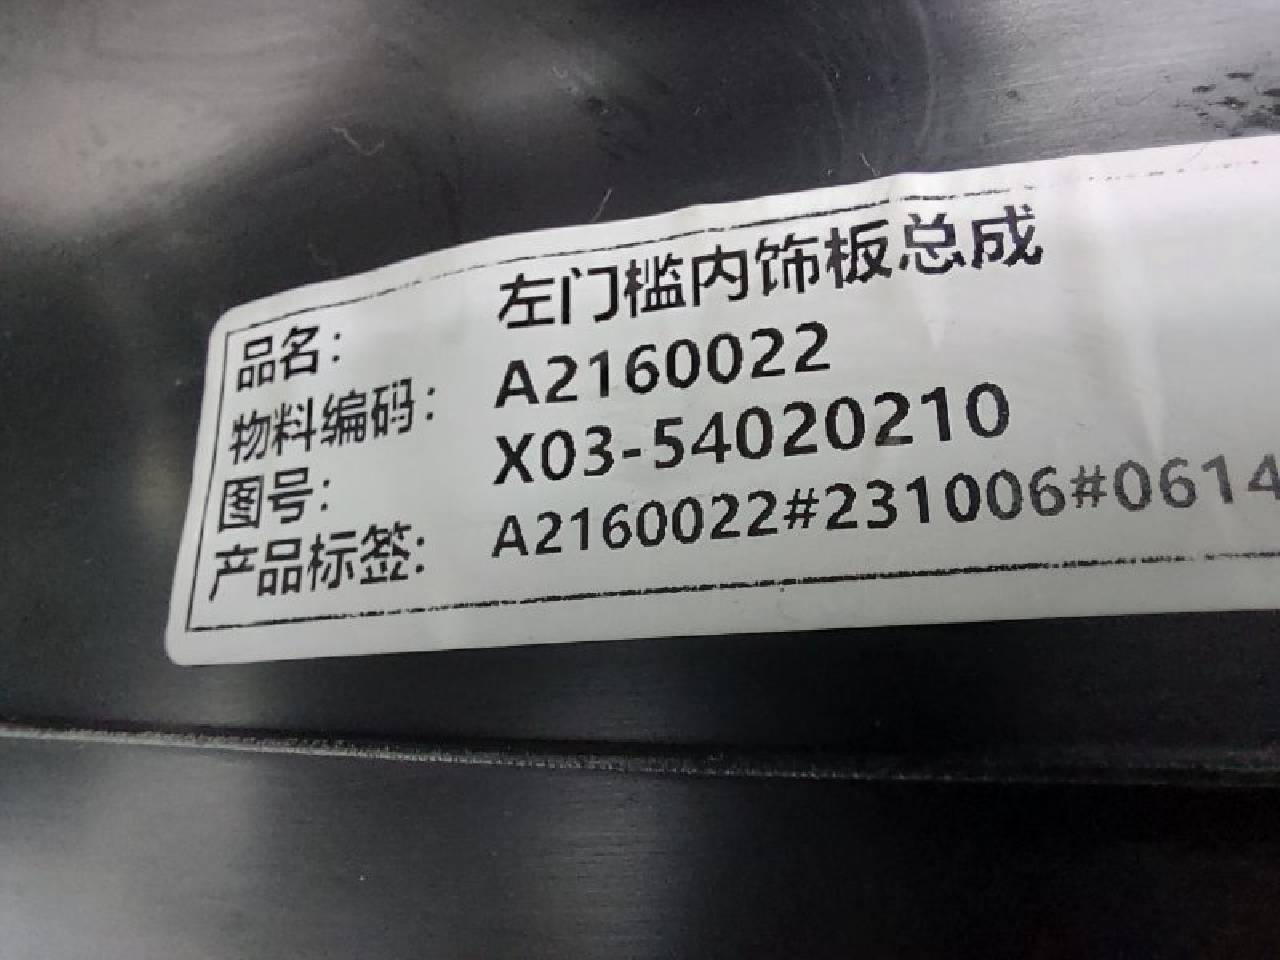 品名： 左门槛内饰板总成
物料编码： A2160022
图号： X03-54020210
产品标签: A2160022#231006#0614